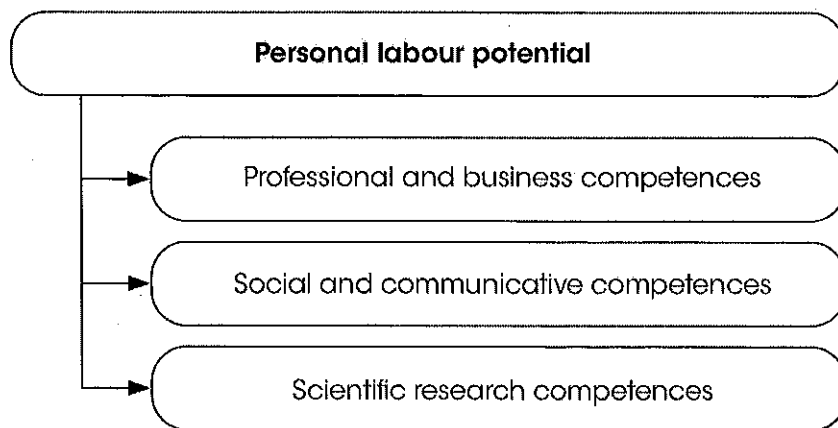 Personal labour potential
Professional and business competences
Social and communicative competences
Scientific research competences